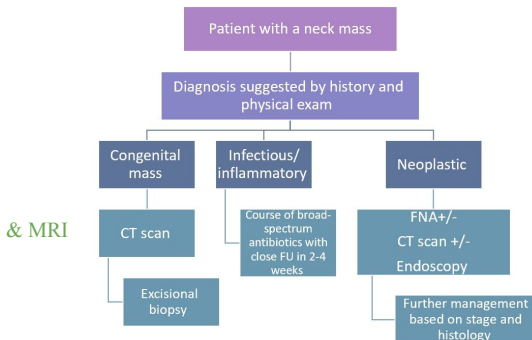 Patient with a neck mass
Diagnosis suggested by history and
physical exam
Congenital
mass
Infectious/
inflammatory
Neoplastic
& MRI
CT scan
Course of broad-
spectrum
antibiotics with
close FU in 2-4
weeks
FNA+/-
CT scan +/-
Endoscopy
Excisional
biopsy
Further management
based on stage and
histology